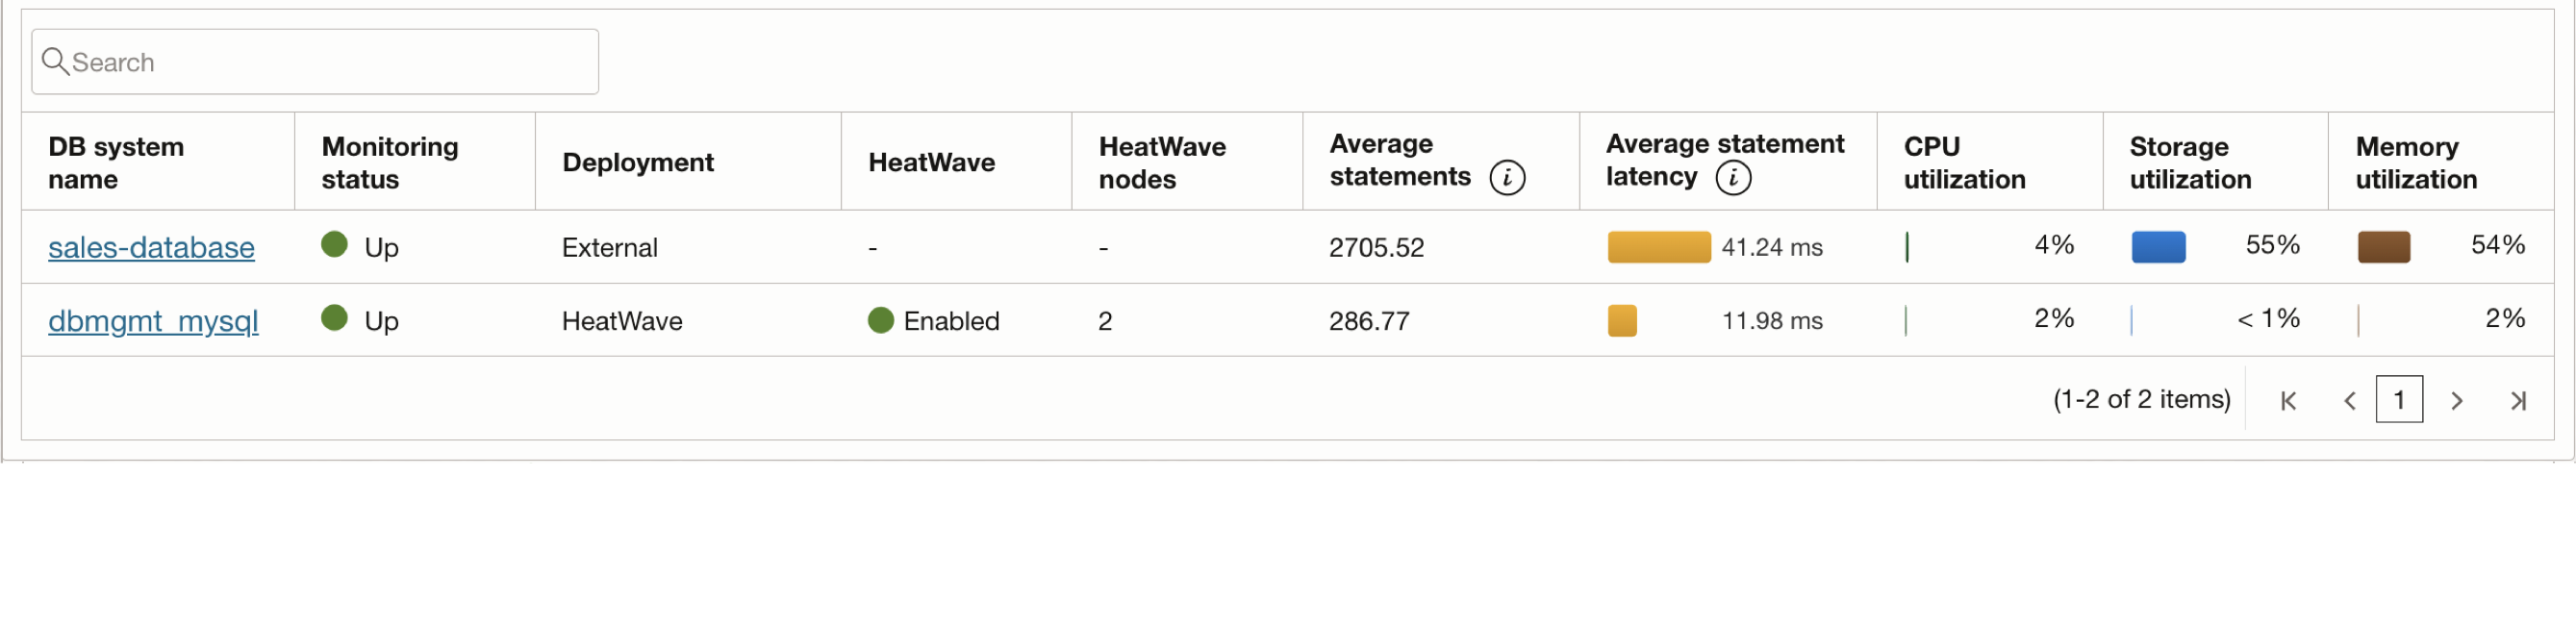 Search
DB system name
Monitoring status
Deployment
HeatWave
HeatWave nodes
Average statements i
Average statement latency i
CPU utilization
Storage utilization
Memory utilization
sales-database Up External - - 2705.52 41.24 ms 4% 55% 54%
dbmgmt_mysql Up HeatWave Enabled 2 286.77 11.98 ms 2% < 1% 2%
(1-2 of 2 items) 1